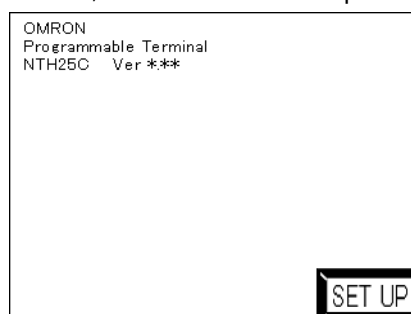 OMRON
Programmable Terminal
NTH25C Ver *.**
SET UP